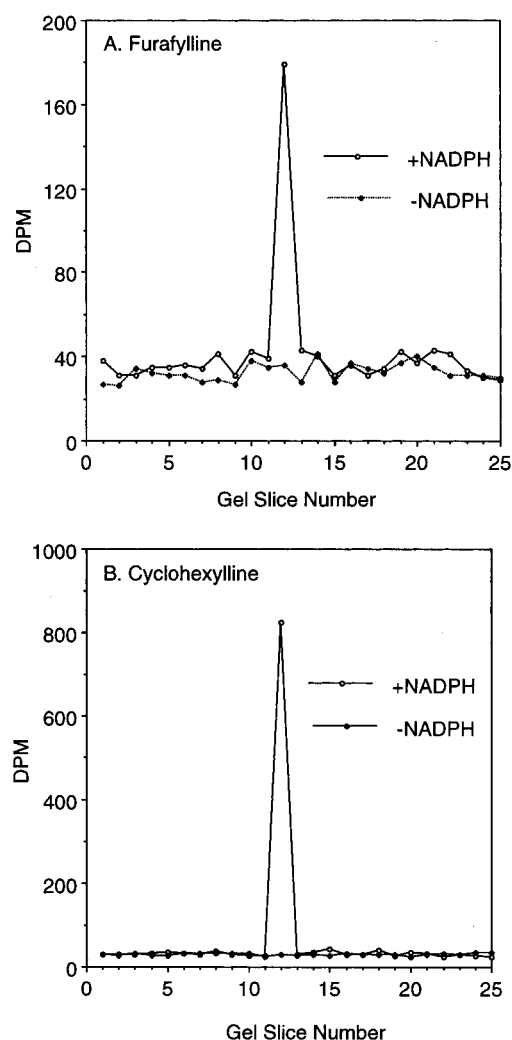 200
A. Furafylline
160
+NADPH
120
-NADPH
DPM
80
40
0
0 5 10 15 20 25
Gel Slice Number
1000
B. Cyclohexylline
800
+NADPH
600
-NADPH
DPM
400
200
0
0 5 10 15 20 25
Gel Slice Number